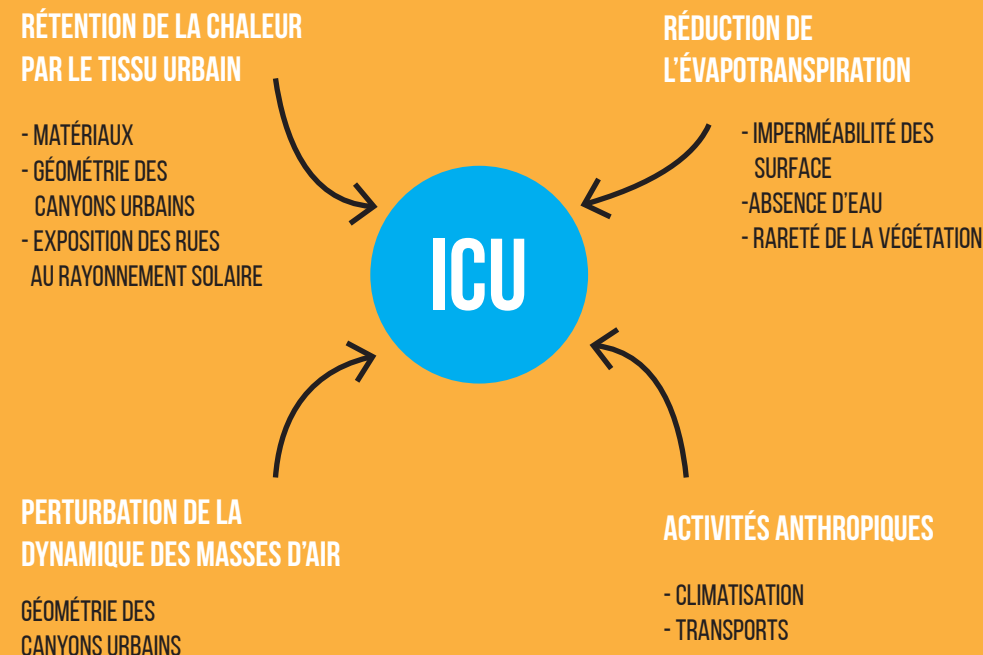 RÉTENTION DE LA CHALEUR
PAR LE TISSU URBAIN
- MATÉRIAUX
- GÉOMÉTRIE DES
CANYONS URBAINS
- EXPOSITION DES RUES
AU RAYONNEMENT SOLAIRE
RÉDUCTION DE
L'ÉVAPOTRANSPIRATION
- IMPERMÉABILITÉ DES
SURFACE
-ABSENCE D'EAU
- RARETÉ DE LA VÉGÉTATION
ICU
PERTURBATION DE LA
DYNAMIQUE DES MASSES D'AIR
GÉOMÉTRIE DES
CANYONS URBAINS
ACTIVITÉS ANTHROPIQUES
- CLIMATISATION
- TRANSPORTS